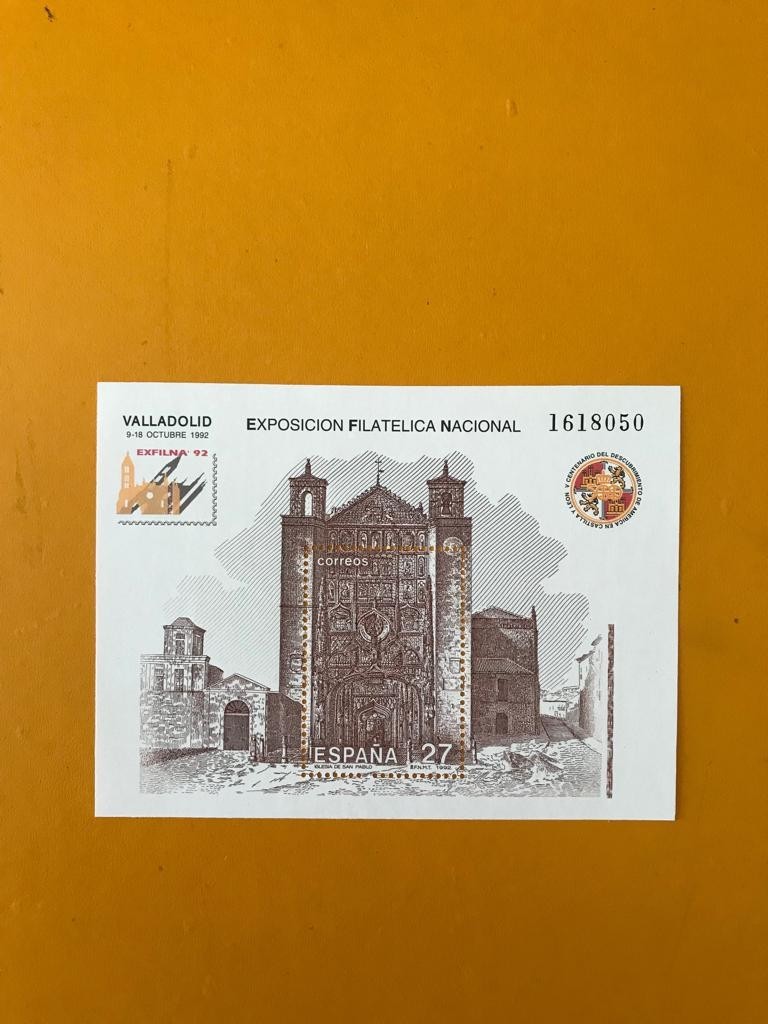 VALLADOLID
9-18 OCTUBRE 1992
EXFILNA' 92
EXPOSICION FILATELICA NACIONAL
1618050
V CENTENARIO DEL DESCUBRIMIENTO DE AMERICA EN CASTILLA Y LEON
correos
ESPAÑA 27
IGLESIA DE SAN PABLO
F.N.M.T. 1992